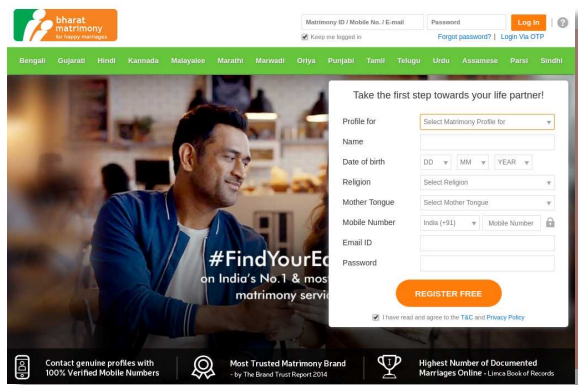 bharat
matrimony
for happy marriages
Matrimony ID / Mobile No. / E-mail
Password
Log In
Keep me logged in
Forgot password? | Login Via OTP
Bengali Gujarati Hindi Kannada Malayalee Marathi Marwadi Oriya Punjabi Tamil Telugu Urdu Assamese Parsi Sindhi
Take the first step towards your life partner!
Profile for Select Matrimony Profile for
Name
Date of birth DD MM YEAR
Religion Select Religion
Mother Tongue Select Mother Tongue
Mobile Number India (+91) Mobile Number
Email ID
Password
REGISTER FREE
I have read and agree to the T&C and Privacy Policy
#FindYourEq
on India's No.1 & mos
matrimony servic
Contact genuine profiles with
100% Verified Mobile Numbers
Most Trusted Matrimony Brand
- by The Brand Trust Report 2014
Highest Number of Documented
Marriages Online - Limca Book of Records